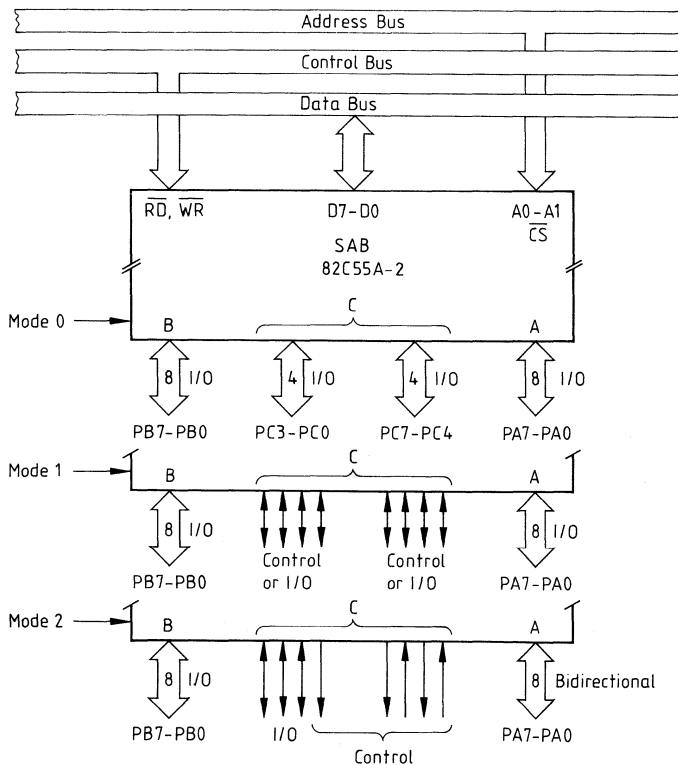 Address Bus
Control Bus
Data Bus
RD, WR D7-D0 A0-A1
CS
SAB
82C55A-2
Mode 0 B C A
8 I/O 4 I/O 4 I/O 8 I/O
PB7-PB0 PC3-PC0 PC7-PC4 PA7-PA0
Mode 1 B C A
8 I/O 8 I/O
Control Control
or I/O or I/O
PB7-PB0 PA7-PA0
Mode 2 B C A
8 I/O 8 Bidirectional
PB7-PB0 I/O PA7-PA0
Control